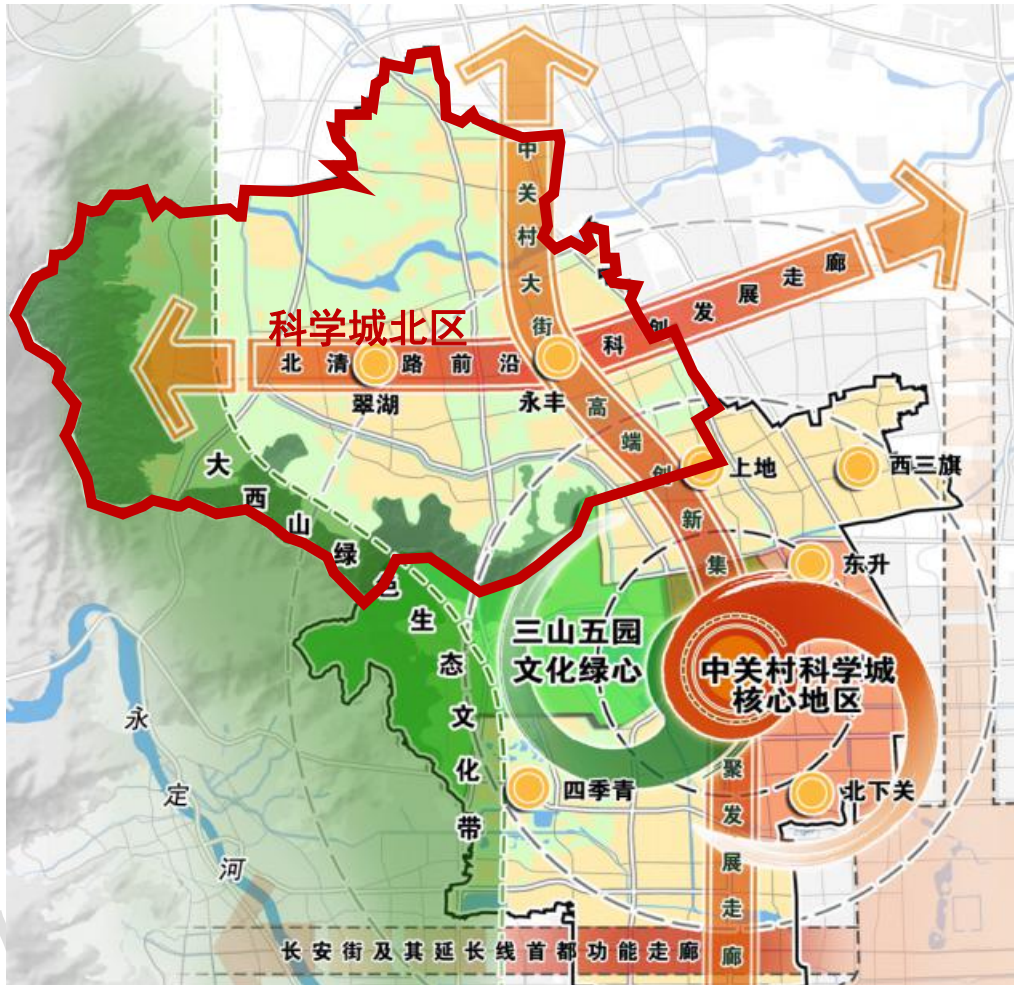 科学城北区
中关村大街高端创新集聚发展走廊
北清路前沿科创发展走廊
翠湖
永丰
上地
西三旗
大西山绿色生态文化带
东升
三山五园
文化绿心
中关村科学城
核心地区
四季青
北下关
永定河
长安街及其延长线首都功能走廊